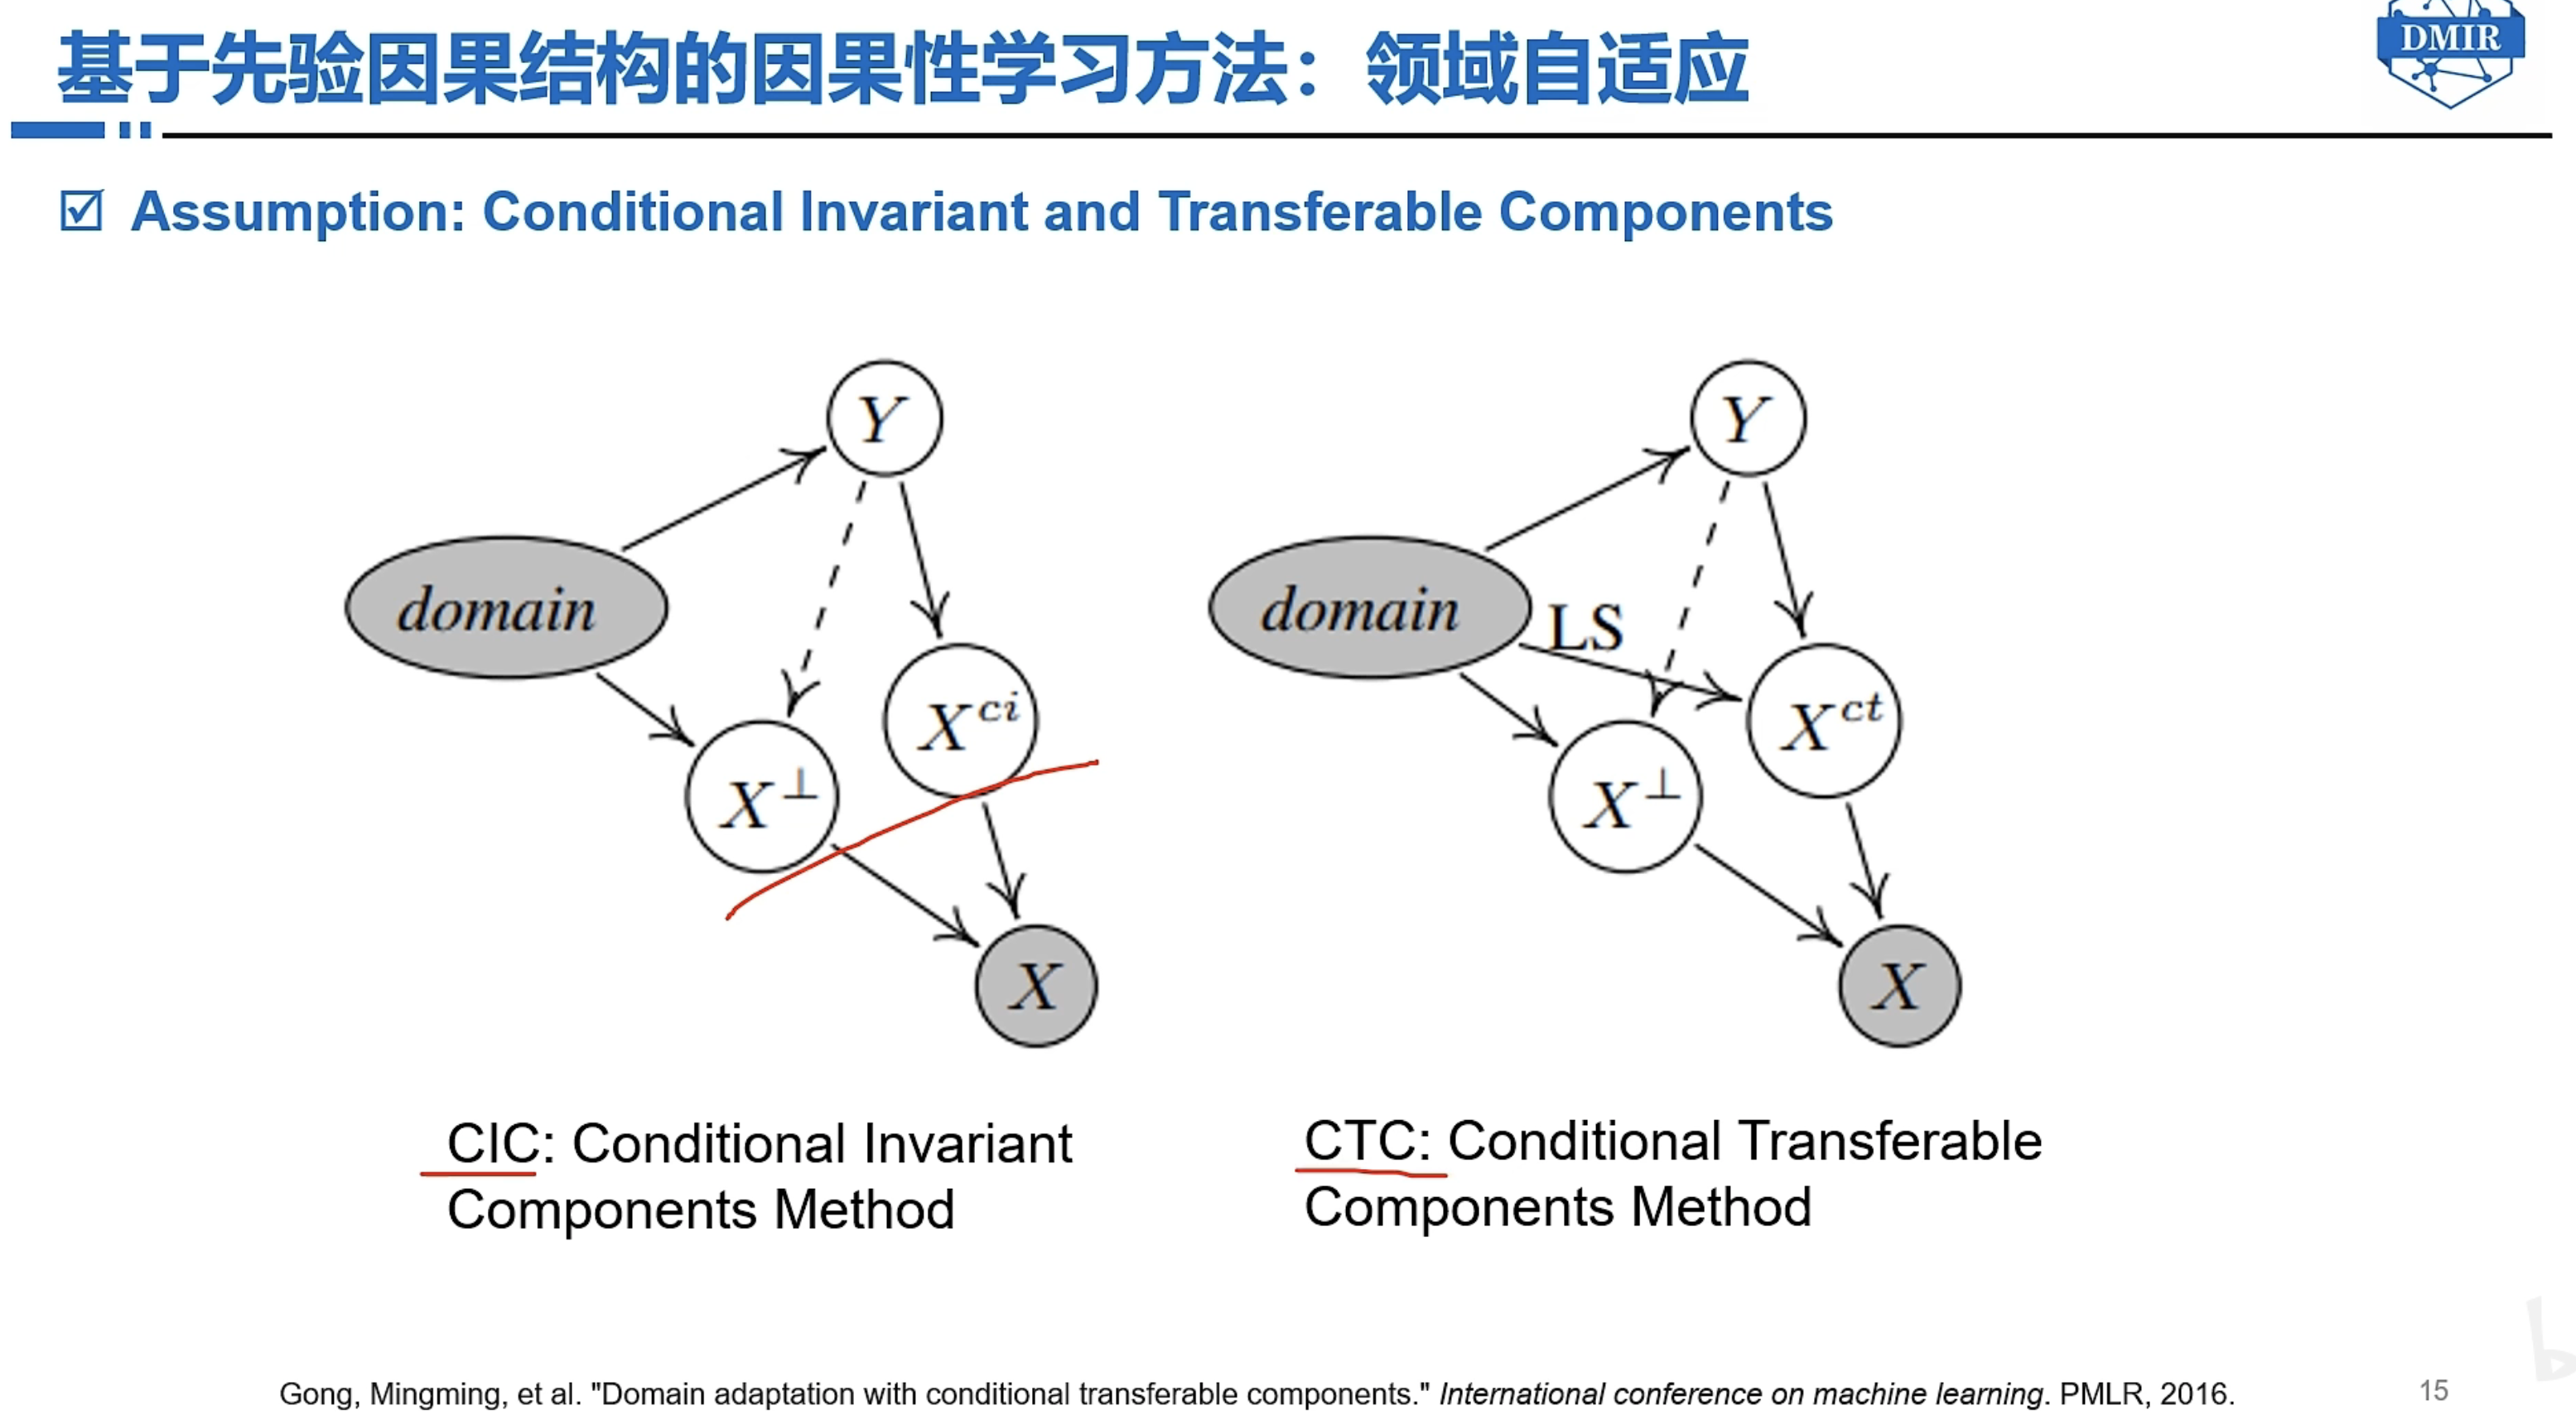 基于先验因果结构的因果性学习方法：领域自适应
DMIR
Assumption: Conditional Invariant and Transferable Components
Y
domain
X^{ci}
X^⊥
X
Y
domain
LS
X^{ct}
X^⊥
X
CIC: Conditional Invariant
Components Method
CTC: Conditional Transferable
Components Method
Gong, Mingming, et al. "Domain adaptation with conditional transferable components." International conference on machine learning. PMLR, 2016.
15